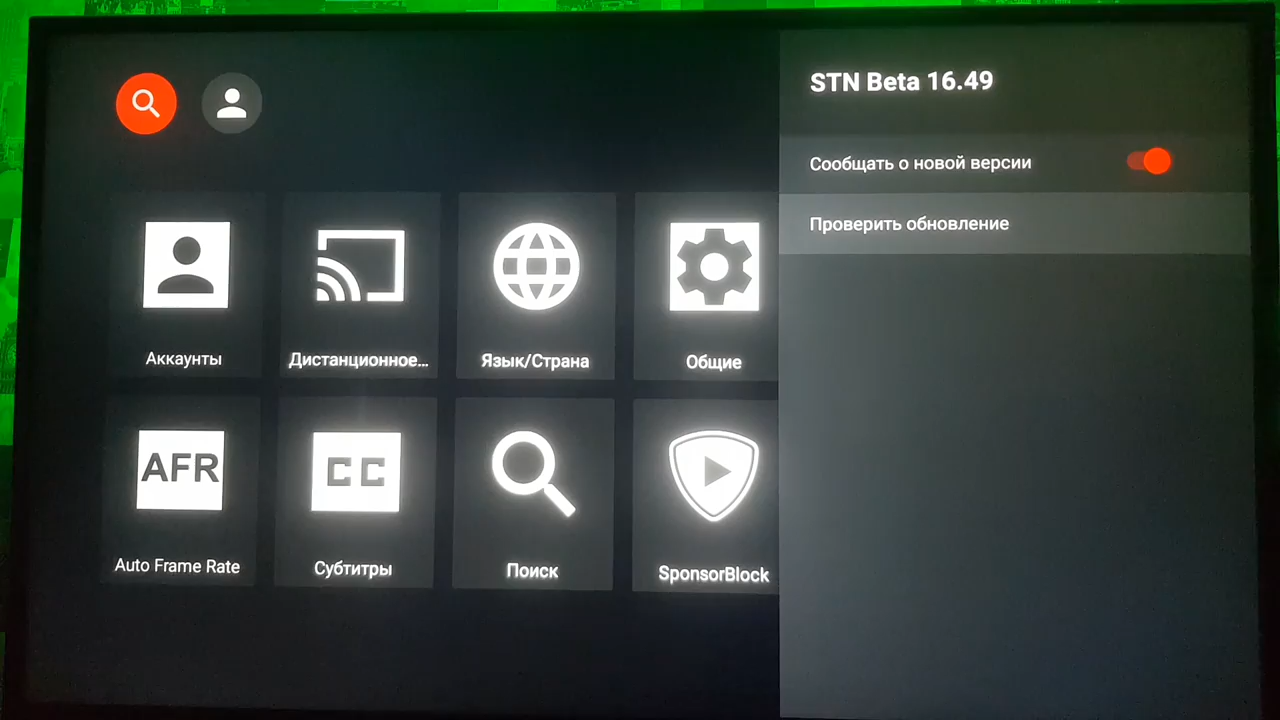 STN Beta 16.49
Сообщать о новой версии
Проверить обновление
Аккаунты
Дистанционное...
Язык/Страна
Общие
AFR
CC
Auto Frame Rate
Субтитры
Поиск
SponsorBlock